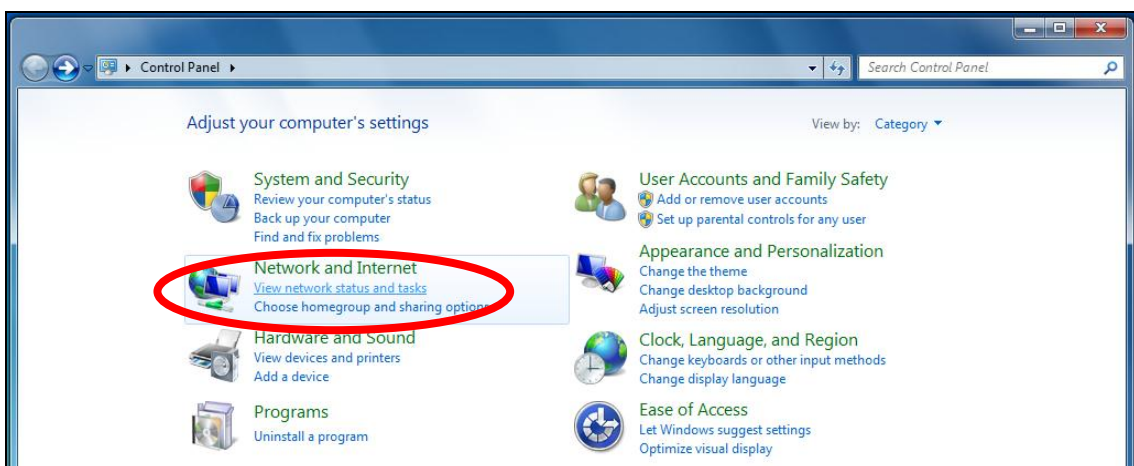 Control Panel
Search Control Panel
Adjust your computer's settings
View by: Category
System and Security
Review your computer's status
Back up your computer
Find and fix problems
Network and Internet
View network status and tasks
Choose homegroup and sharing options
Hardware and Sound
View devices and printers
Add a device
Programs
Uninstall a program
User Accounts and Family Safety
Add or remove user accounts
Set up parental controls for any user
Appearance and Personalization
Change the theme
Change desktop background
Adjust screen resolution
Clock, Language, and Region
Change keyboards or other input methods
Change display language
Ease of Access
Let Windows suggest settings
Optimize visual display